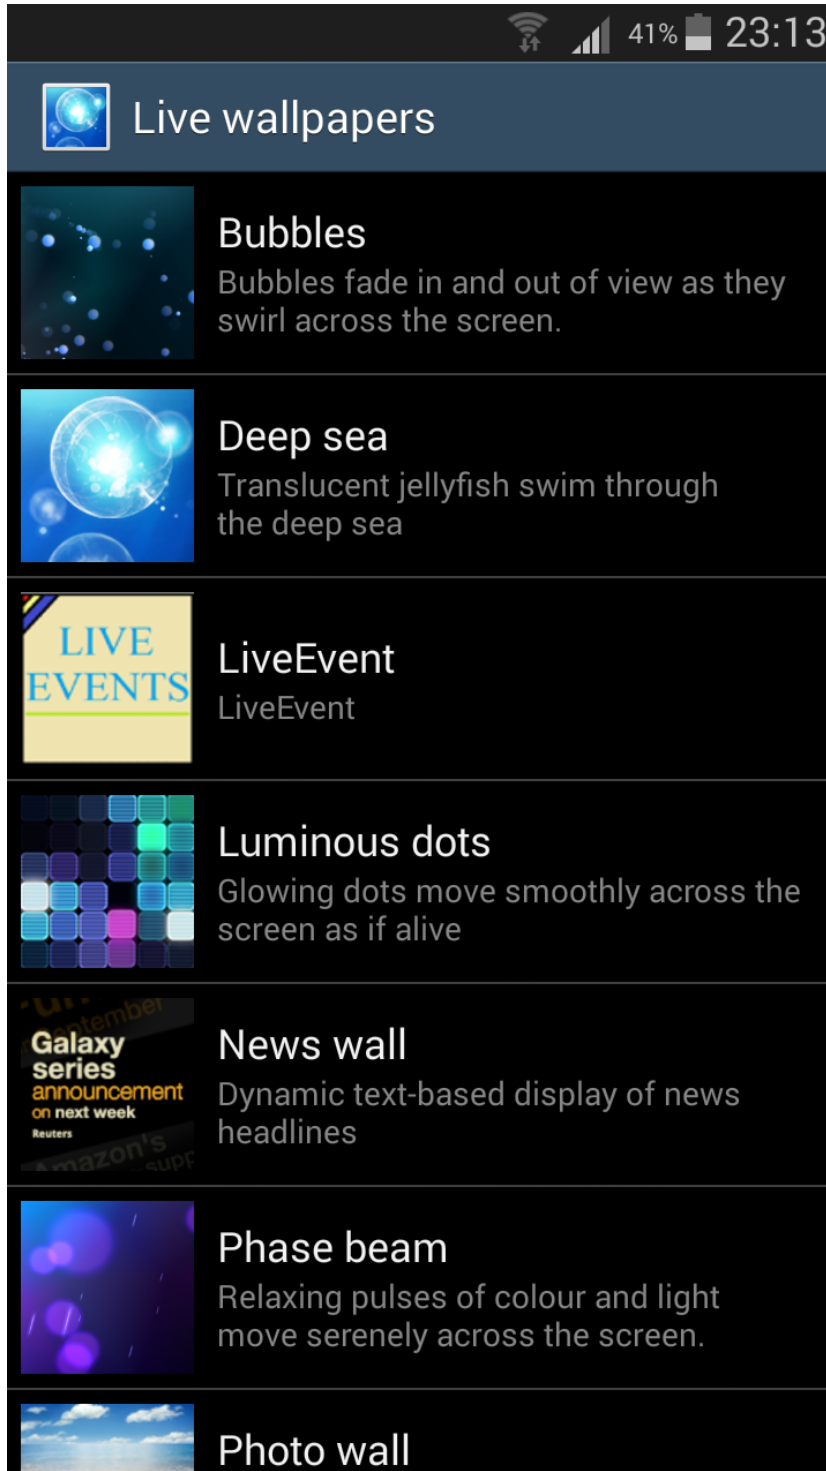 41% 23:13
Live wallpapers
Bubbles
Bubbles fade in and out of view as they
swirl across the screen.
Deep sea
Translucent jellyfish swim through
the deep sea
LIVE
EVENTS
LiveEvent
LiveEvent
Luminous dots
Glowing dots move smoothly across the
screen as if alive
September
Galaxy
series
announcement
on next week
Reuters
Amazon's
News wall
Dynamic text-based display of news
headlines
Phase beam
Relaxing pulses of colour and light
move serenely across the screen.
Photo wall